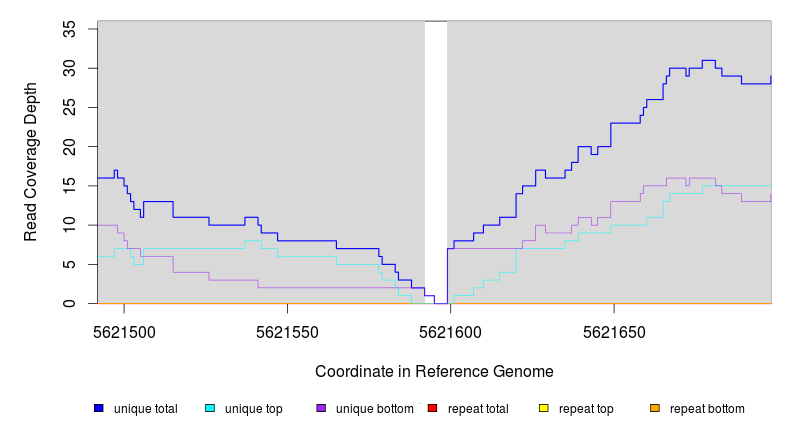 35
30
25
20
15
10
5
0
Read Coverage Depth
5621500 5621550 5621600 5621650
Coordinate in Reference Genome
unique total unique top unique bottom repeat total repeat top repeat bottom